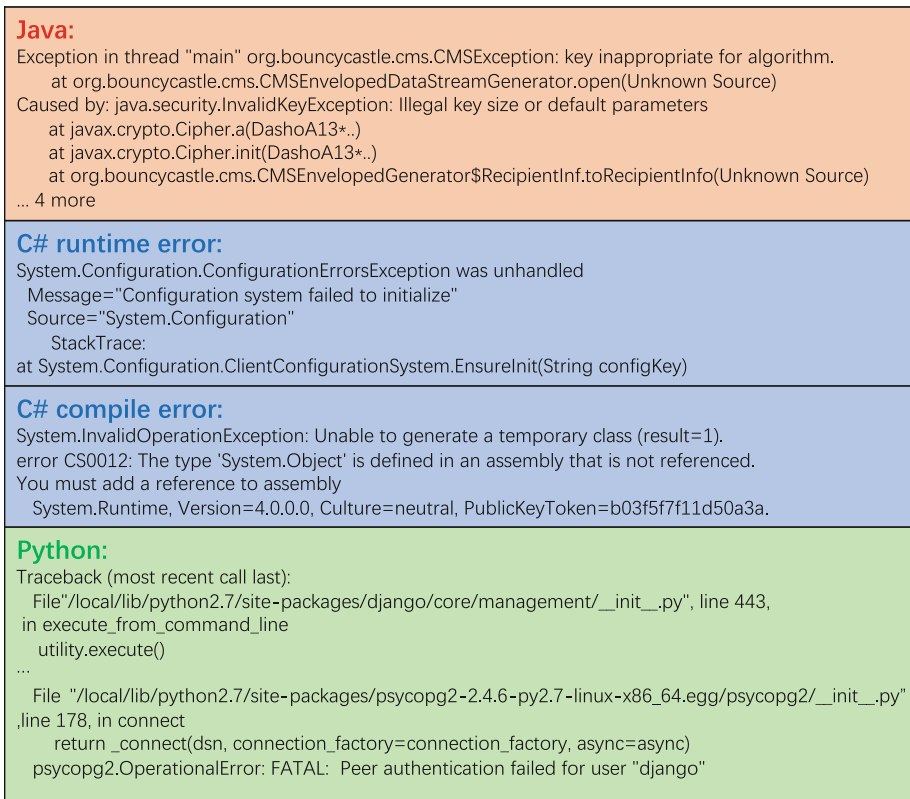 Java:
Exception in thread "main" org.bouncycastle.cms.CMSException: key inappropriate for algorithm.
at org.bouncycastle.cms.CMSEnvelopedDataStreamGenerator.open(Unknown Source)
Caused by: java.security.InvalidKeyException: Illegal key size or default parameters
at javax.crypto.Cipher.a(DashoA13*..)
at javax.crypto.Cipher.init(DashoA13*..)
at org.bouncycastle.cms.CMSEnvelopedGenerator$RecipientInf.toRecipientInfo(Unknown Source)
... 4 more
C# runtime error:
System.Configuration.ConfigurationErrorsException was unhandled
Message="Configuration system failed to initialize"
Source="System.Configuration"
StackTrace:
at System.Configuration.ClientConfigurationSystem.EnsureInit(String configKey)
C# compile error:
System.InvalidOperationException: Unable to generate a temporary class (result=1).
error CS0012: The type 'System.Object' is defined in an assembly that is not referenced.
You must add a reference to assembly
System.Runtime, Version=4.0.0.0, Culture=neutral, PublicKeyToken=b03f5f7f11d50a3a.
Python:
Traceback (most recent call last):
File"/local/lib/python2.7/site-packages/django/core/management/__init__.py", line 443,
in execute_from_command_line
utility.execute()
...
File "/local/lib/python2.7/site-packages/psycopg2-2.4.6-py2.7-linux-x86_64.egg/psycopg2/__init__.py"
,line 178, in connect
return _connect(dsn, connection_factory=connection_factory, async=async)
psycopg2.OperationalError: FATAL:  Peer authentication failed for user "django"